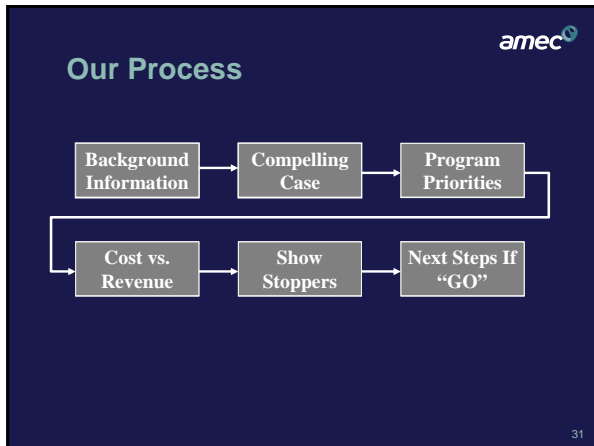 amec
Our Process
Background
Information
Compelling
Case
Program
Priorities
Cost vs.
Revenue
Show
Stoppers
Next Steps If
“GO”
31